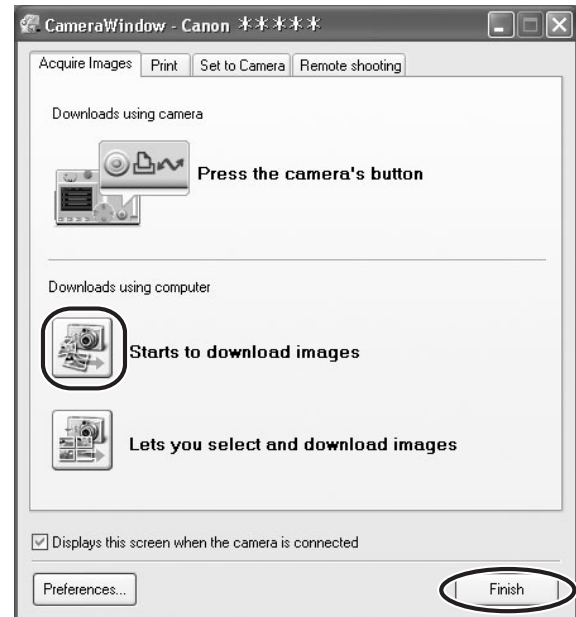 CameraWindow - Canon *****
Acquire Images Print Set to Camera Remote shooting
Downloads using camera
Press the camera's button
Downloads using computer
Starts to download images
Lets you select and download images
Displays this screen when the camera is connected
Preferences... Finish